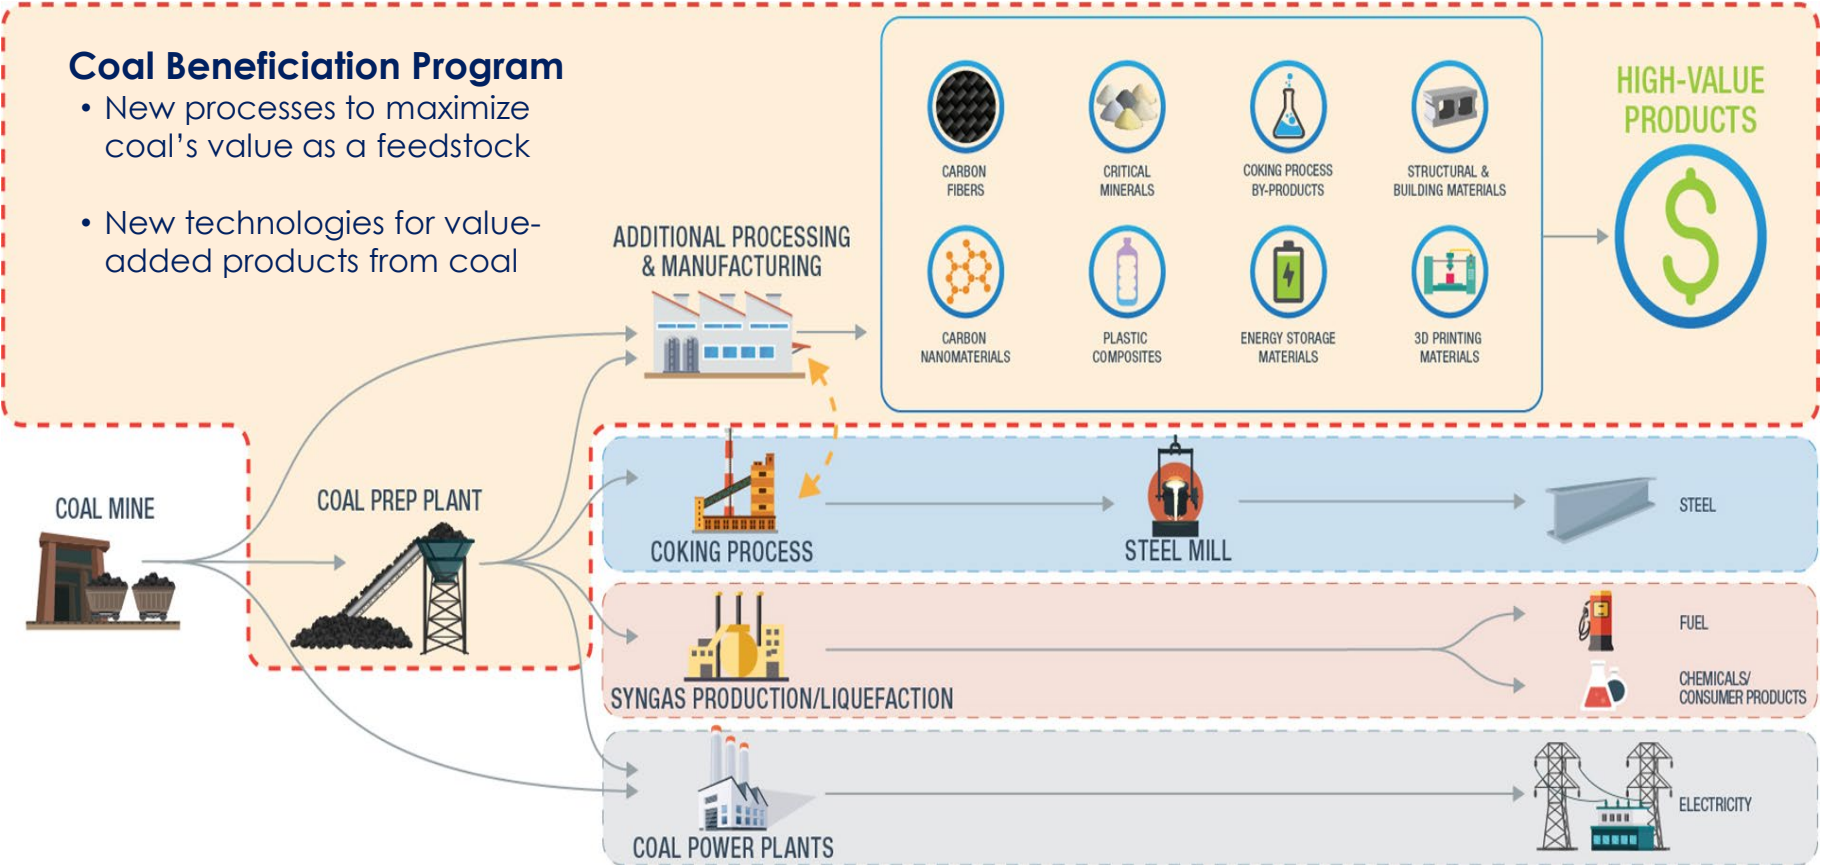 Coal Beneficiation Program
• New processes to maximize
coal's value as a feedstock
• New technologies for value-
added products from coal
ADDITIONAL PROCESSING
& MANUFACTURING
CARBON
FIBERS
CRITICAL
MINERALS
COKING PROCESS
BY-PRODUCTS
STRUCTURAL &
BUILDING MATERIALS
CARBON
NANOMATERIALS
PLASTIC
COMPOSITES
ENERGY STORAGE
MATERIALS
3D PRINTING
MATERIALS
HIGH-VALUE
PRODUCTS
$
COAL MINE
COAL PREP PLANT
COKING PROCESS
STEEL MILL
STEEL
SYNGAS PRODUCTION/LIQUEFACTION
FUEL
CHEMICALS/
CONSUMER PRODUCTS
COAL POWER PLANTS
ELECTRICITY